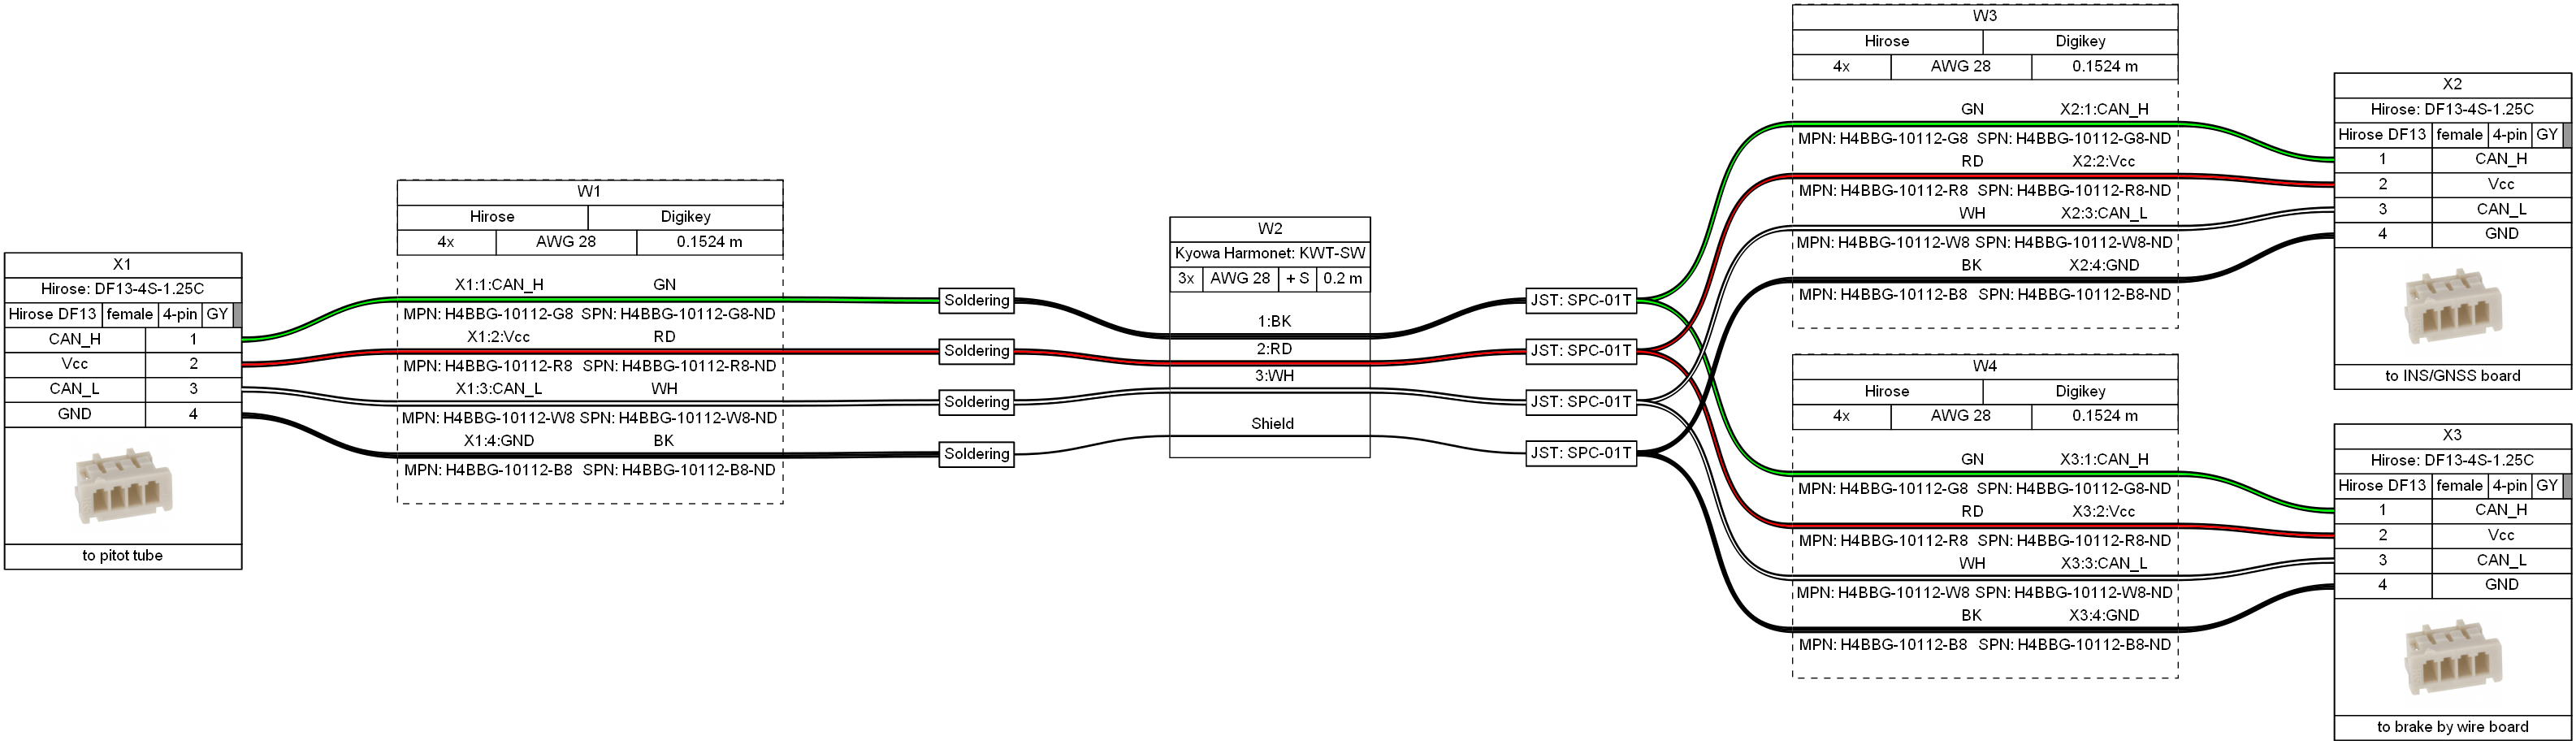 X1
Hirose: DF13-4S-1.25C
Hirose DF13 female 4-pin GY
CAN_H 1
Vcc 2
CAN_L 3
GND 4
to pitot tube
W1
Hirose Digikey
4x AWG 28 0.1524 m
X1:1:CAN_H GN
MPN: H4BBG-10112-G8 SPN: H4BBG-10112-G8-ND
X1:2:Vcc RD
MPN: H4BBG-10112-R8 SPN: H4BBG-10112-R8-ND
X1:3:CAN_L WH
MPN: H4BBG-10112-W8 SPN: H4BBG-10112-W8-ND
X1:4:GND BK
MPN: H4BBG-10112-B8 SPN: H4BBG-10112-B8-ND
Soldering
Soldering
Soldering
Soldering
W2
Kyowa Harmonet: KWT-SW
3x AWG 28 + S 0.2 m
1:BK
2:RD
3:WH
Shield
JST: SPC-01T
JST: SPC-01T
JST: SPC-01T
JST: SPC-01T
W3
Hirose Digikey
4x AWG 28 0.1524 m
GN X2:1:CAN_H
MPN: H4BBG-10112-G8 SPN: H4BBG-10112-G8-ND
RD X2:2:Vcc
MPN: H4BBG-10112-R8 SPN: H4BBG-10112-R8-ND
WH X2:3:CAN_L
MPN: H4BBG-10112-W8 SPN: H4BBG-10112-W8-ND
BK X2:4:GND
MPN: H4BBG-10112-B8 SPN: H4BBG-10112-B8-ND
W4
Hirose Digikey
4x AWG 28 0.1524 m
GN X3:1:CAN_H
MPN: H4BBG-10112-G8 SPN: H4BBG-10112-G8-ND
RD X3:2:Vcc
MPN: H4BBG-10112-R8 SPN: H4BBG-10112-R8-ND
WH X3:3:CAN_L
MPN: H4BBG-10112-W8 SPN: H4BBG-10112-W8-ND
BK X3:4:GND
MPN: H4BBG-10112-B8 SPN: H4BBG-10112-B8-ND
X2
Hirose: DF13-4S-1.25C
Hirose DF13 female 4-pin GY
1 CAN_H
2 Vcc
3 CAN_L
4 GND
to INS/GNSS board
X3
Hirose: DF13-4S-1.25C
Hirose DF13 female 4-pin GY
1 CAN_H
2 Vcc
3 CAN_L
4 GND
to brake by wire board